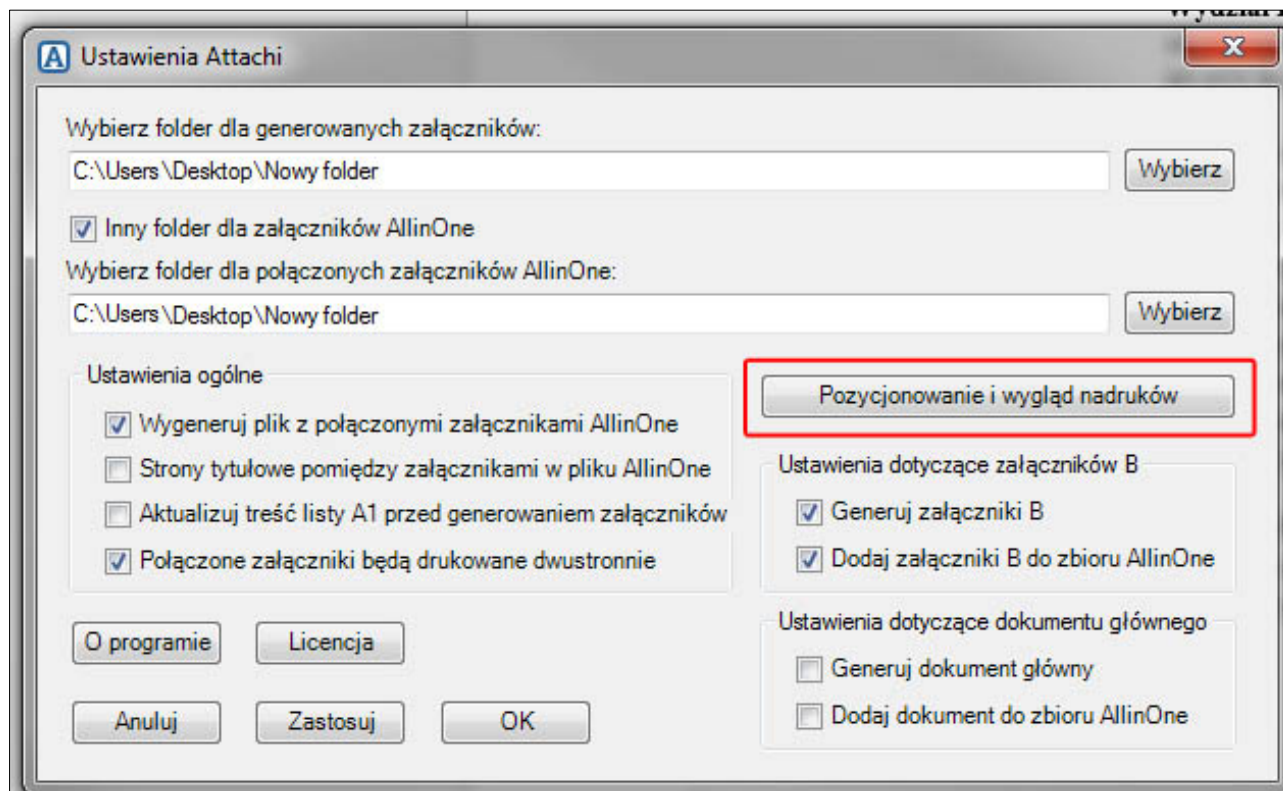 Ustawienia Attachi
Wybierz folder dla generowanych załączników:
C:\Users\Desktop\Nowy folder
Wybierz
Inny folder dla załączników AllinOne
Wybierz folder dla połączonych załączników AllinOne:
C:\Users\Desktop\Nowy folder
Wybierz
Ustawienia ogólne
Wygeneruj plik z połączonymi załącznikami AllinOne
Strony tytułowe pomiędzy załącznikami w pliku AllinOne
Aktualizuj treść listy A1 przed generowaniem załączników
Połączone załączniki będą drukowane dwustronnie
Pozycjonowanie i wygląd nadruków
Ustawienia dotyczące załączników B
Generuj załączniki B
Dodaj załączniki B do zbioru AllinOne
Ustawienia dotyczące dokumentu głównego
Generuj dokument główny
Dodaj dokument do zbioru AllinOne
O programie
Licencja
Anuluj
Zastosuj
OK